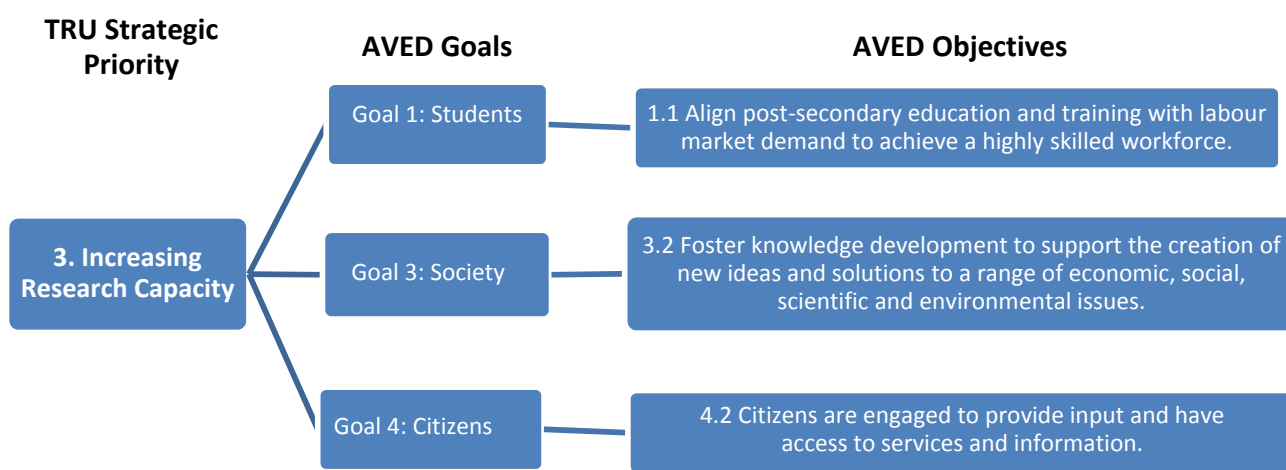 TRU Strategic
Priority
AVED Goals
AVED Objectives
Goal 1: Students
1.1 Align post-secondary education and training with labour
market demand to achieve a highly skilled workforce.
3. Increasing
Research Capacity
Goal 3: Society
3.2 Foster knowledge development to support the creation of
new ideas and solutions to a range of economic, social,
scientific and environmental issues.
Goal 4: Citizens
4.2 Citizens are engaged to provide input and have
access to services and information.